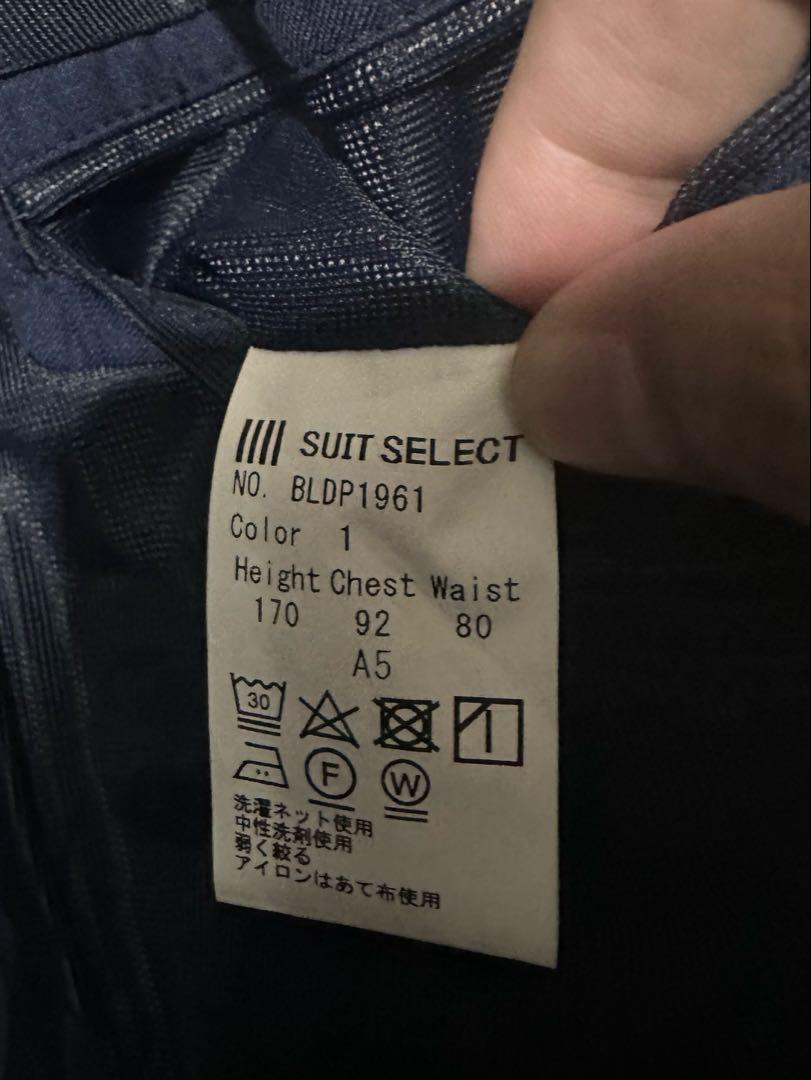 SUIT SELECT
NO. BLDP1961
Color 1
Height Chest Waist
170 92 80
A5
30
F W
洗濯ネット使用
中性洗剤使用
弱く絞る
アイロンはあて布使用